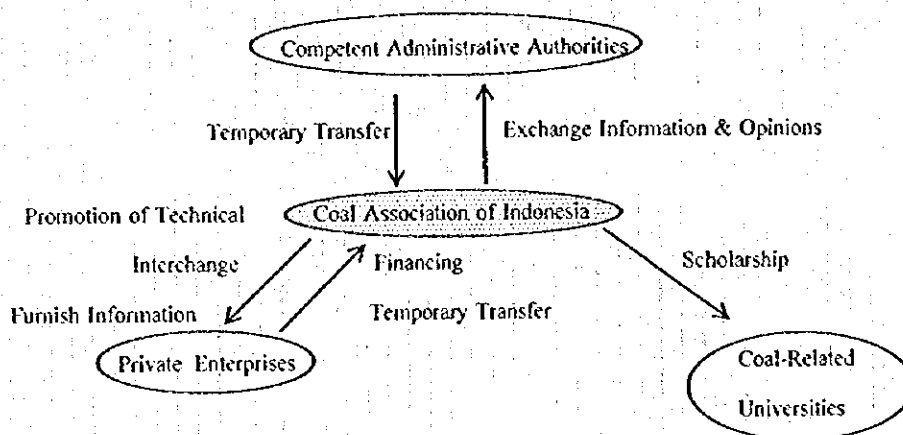 Competent Administrative Authorities
Temporary Transfer
Exchange Information & Opinions
Promotion of Technical
Coal Association of Indonesia
Interchange
Financing
Scholarship
Furnish Information
Temporary Transfer
Private Enterprises
Coal-Related
Universities